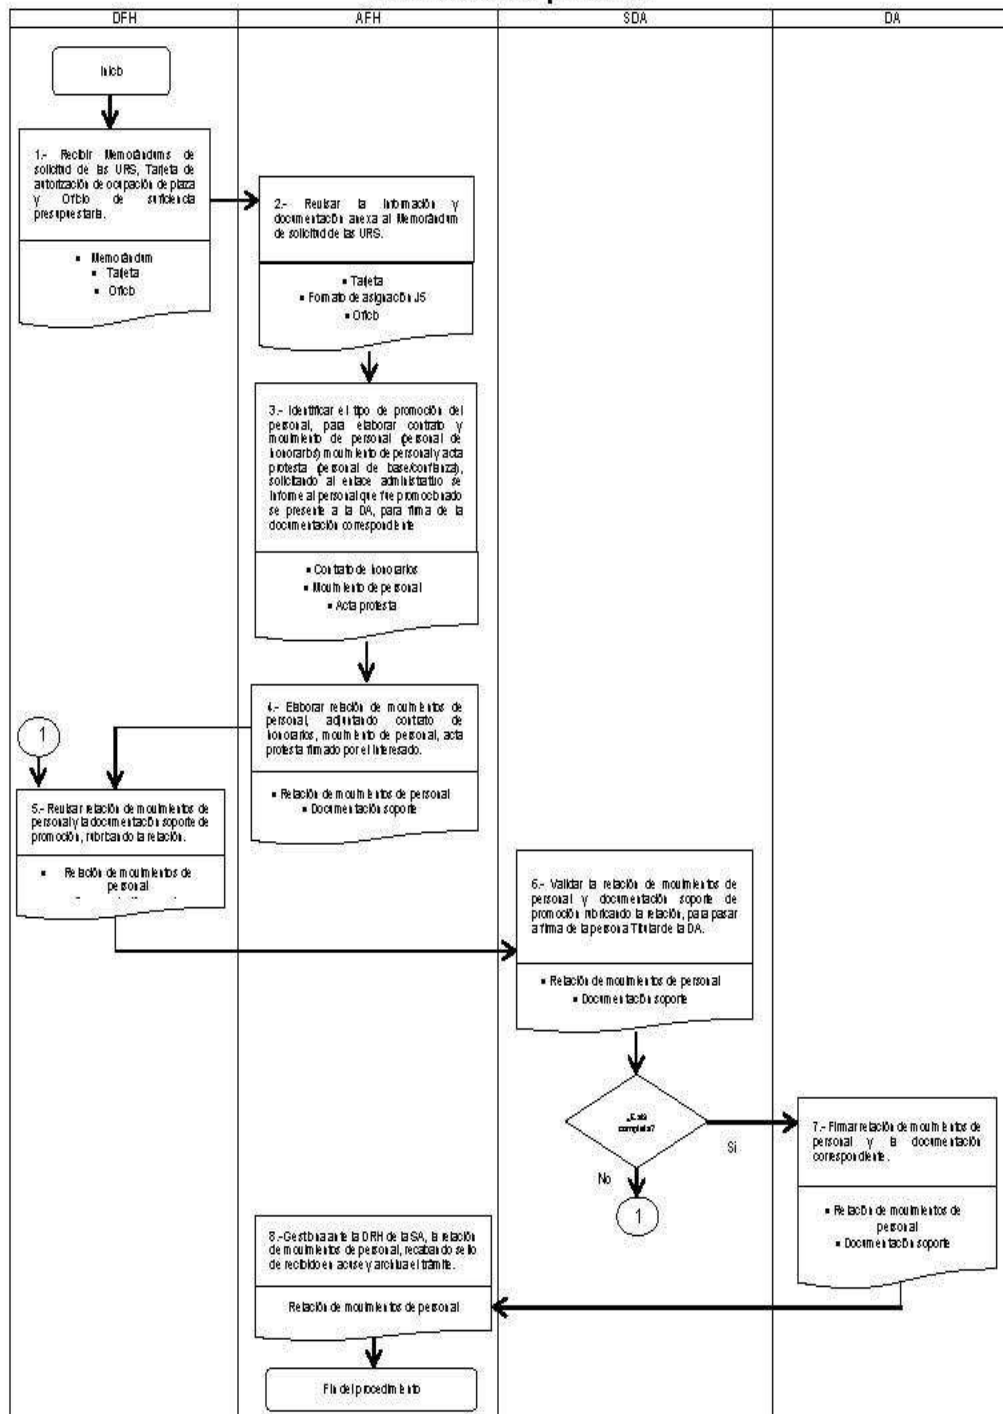 DFH
AFH
SDA
DA
Inicio
1.- Recibir Memorándums de
solicitud de las URS, Tarjeta de
autorización de ocupación de plaza
y Oficio de suficiencia
presupuestaria.
• Memorándum
• Tarjeta
• Oficio
2.- Revisar la información y
documentación anexa al Memorándum
de solicitud de las URS.
• Tarjeta
• Formato de asignación J5
• Oficio
3.- Identificar el tipo de promoción del
personal, para elaborar contrato y
movimiento de personal (personal de
honorarios) movimiento de personal y acta
protesta (personal de base/confianza),
solicitando al enlace administrativo se
informe al personal que fue promocionado
se presente a la DA, para firma de la
documentación correspondiente
• Contrato de honorarios
• Movimiento de personal
• Acta protesta
4.- Elaborar relación de movimientos de
personal, adjuntando contrato de
honorarios, movimiento de personal, acta
protesta firmado por el interesado.
• Relación de movimientos de personal
• Documentación soporte
1
5.- Revisar relación de movimientos de
personal y la documentación soporte de
promoción, rubricando la relación.
• Relación de movimientos de
personal
6.- Validar la relación de movimientos de
personal y documentación soporte de
promoción rubricando la relación, para pasar
a firma de la persona Titular de la DA.
• Relación de movimientos de personal
• Documentación soporte
¿Está
completa?
Si
No
1
7.- Firmar relación de movimientos de
personal y la documentación
correspondiente.
• Relación de movimientos de
personal
• Documentación soporte
8.-Gestiona ante la DRH de la SA, la relación
de movimientos de personal, recabando sello
de recibido en acuse y archiva el trámite.
Relación de movimientos de personal
Fin del procedimiento